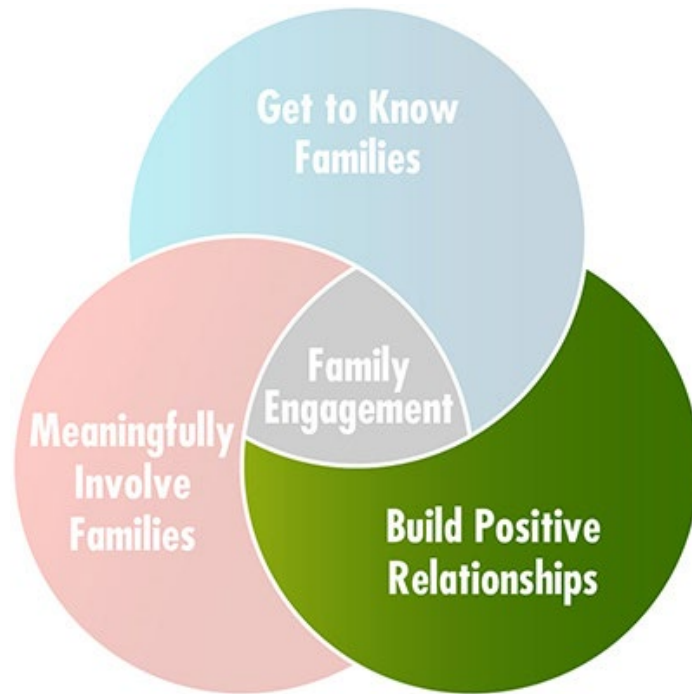 Get to Know
Families
Family
Engagement
Meaningfully
Involve
Families
Build Positive
Relationships